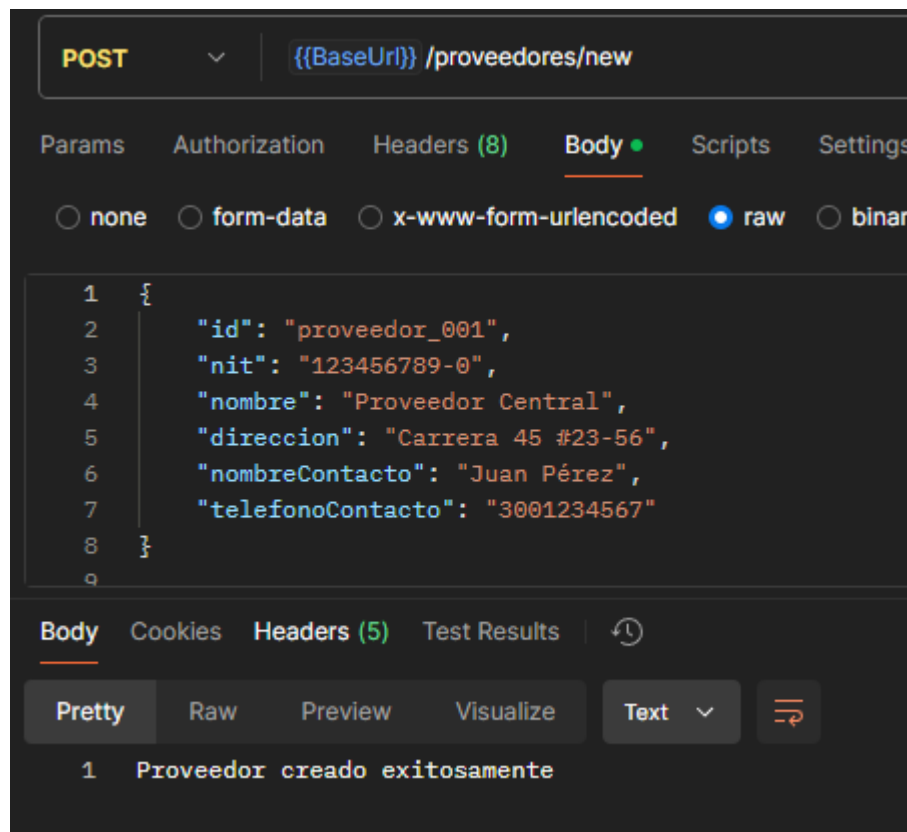 POST {{BaseUrl}} /proveedores/new
Params Authorization Headers (8) Body Scripts Settings
none form-data x-www-form-urlencoded raw binar
1 {
2 "id": "proveedor_001",
3 "nit": "123456789-0",
4 "nombre": "Proveedor Central",
5 "direccion": "Carrera 45 #23-56",
6 "nombreContacto": "Juan Pérez",
7 "telefonoContacto": "3001234567"
8 }
9
Body Cookies Headers (5) Test Results
Pretty Raw Preview Visualize Text
1 Proveedor creado exitosamente